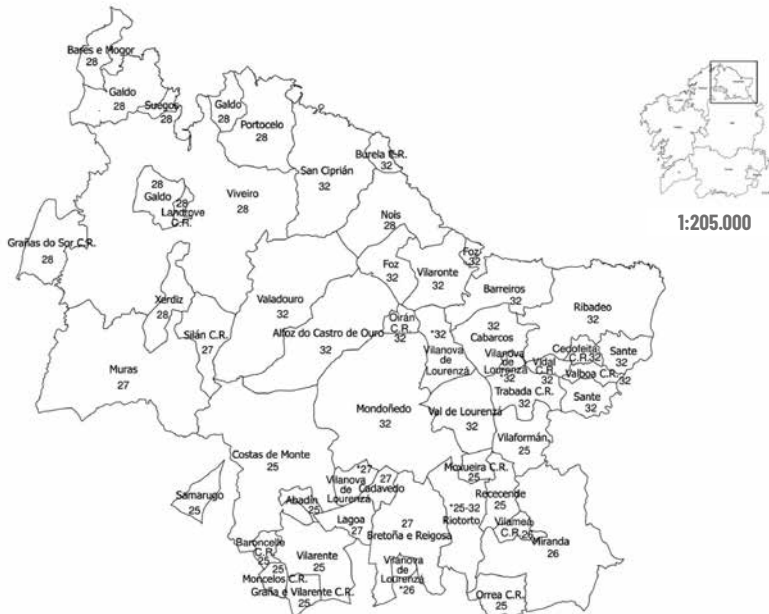 Bares e Mogor
28
Galdo
28
Suegos
28
Galdo
28
Portocelo
28
Burela C.R.
32
San Ciprián
32
28
Galdo
28
Landrove
C.R.
Viveiro
28
Nois
28
Grañas do Sor C.R.
28
Foz
32
Foz
32
Vilaronte
32
Barreiros
32
Xerdiz
28
Valadouro
32
Ribadeo
32
Silán C.R.
27
Alfoz do Castro de Ouro
32
Oirán
C.R.
32
*32
Vilanova
de
Lourenzá
32
Cabarcos
Vilanova
de
Lourenzá
32
Vidal
C.R.
32
Cedofeita
C.R.
32
Sante
32
Valboa C.R.
32
Muras
27
Trabada C.R.
32
Sante
32
Mondoñedo
32
Val de Lourenzá
32
Vilaformán
25
Costas de Monte
25
Moxueira C.R.
25
*27
Vilanova
de
Lourenzá
27
Cadavedo
Rececende
25
Samarugo
25
Abadín
25
Lagoa
27
27
Bretoña e Reigosa
*25-32
Riotorto
Vilameá
C.R.
26
Miranda
26
Baroncelle
C.R.
25
Vilarente
25
Vilanova
de
Lourenzá
*26
25
Moncelos C.R.
Graña e Vilarente C.R.
25
Orrea C.R.
25
1:205.000